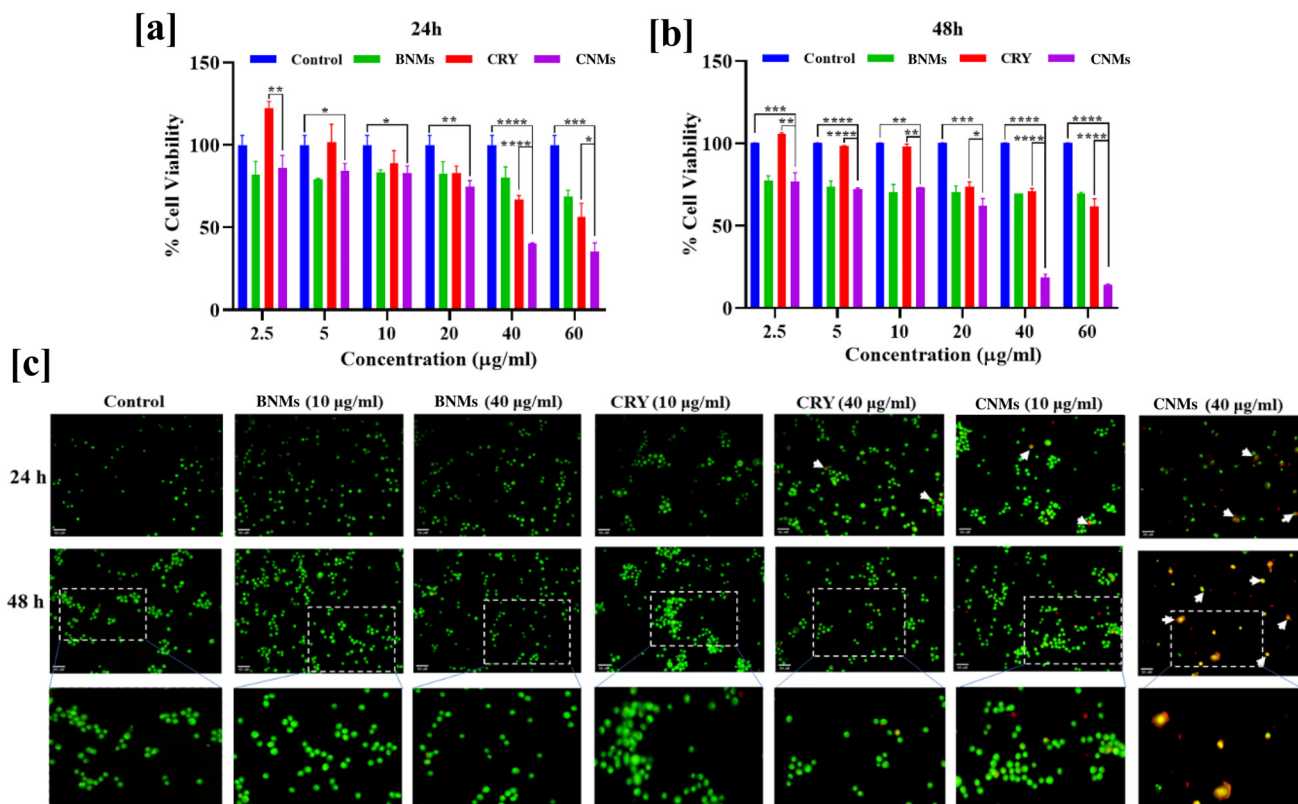 [a]
24h
Control BNMs CRY CNMs
% Cell Viability
150
100
50
0
** * * ** **** **** *** *
2.5 5 10 20 40 60
Concentration (μg/ml)
[b]
48h
Control BNMs CRY CNMs
% Cell Viability
150
100
50
0
*** ** **** **** ** ** *** * **** **** **** ****
2.5 5 10 20 40 60
Concentration (μg/ml)
[c]
Control BNMs (10 μg/ml) BNMs (40 μg/ml) CRY (10 μg/ml) CRY (40 μg/ml) CNMs (10 μg/ml) CNMs (40 μg/ml)
24 h
48 h